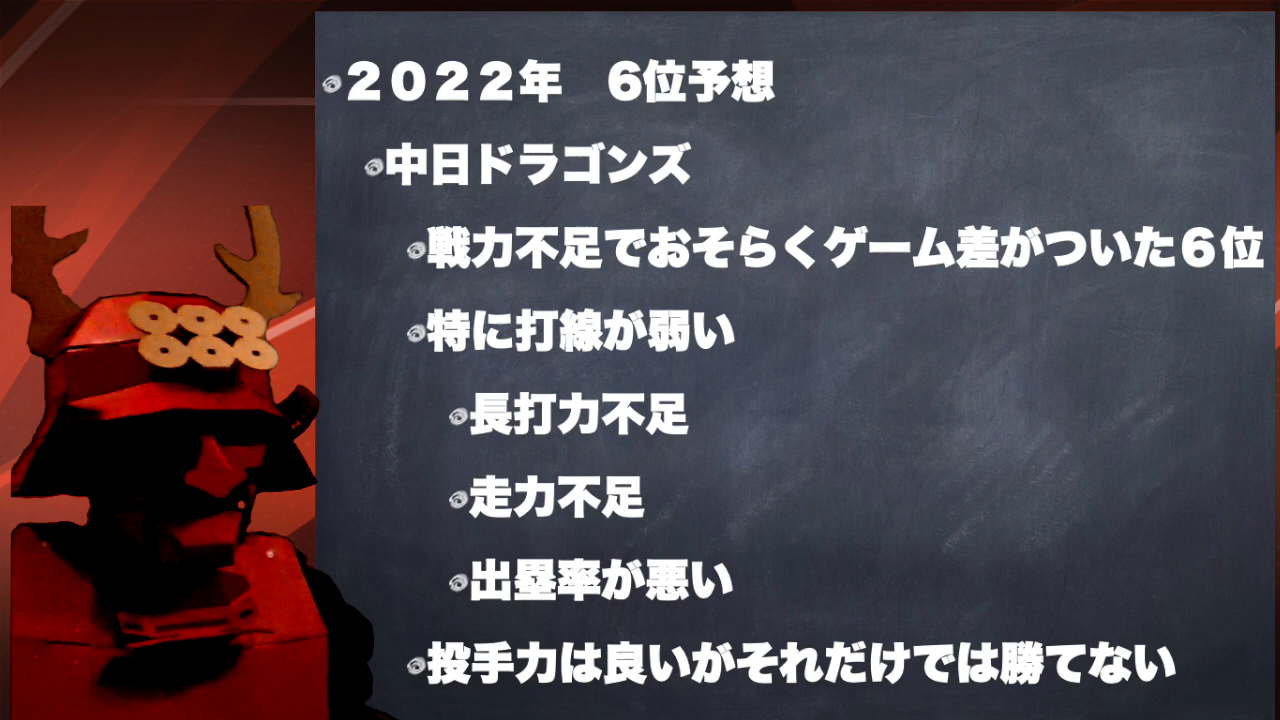 ２０２２年　6位予想
中日ドラゴンズ
戦力不足でおそらくゲーム差がついた６位
特に打線が弱い
長打力不足
走力不足
出塁率が悪い
投手力は良いがそれだけでは勝てない